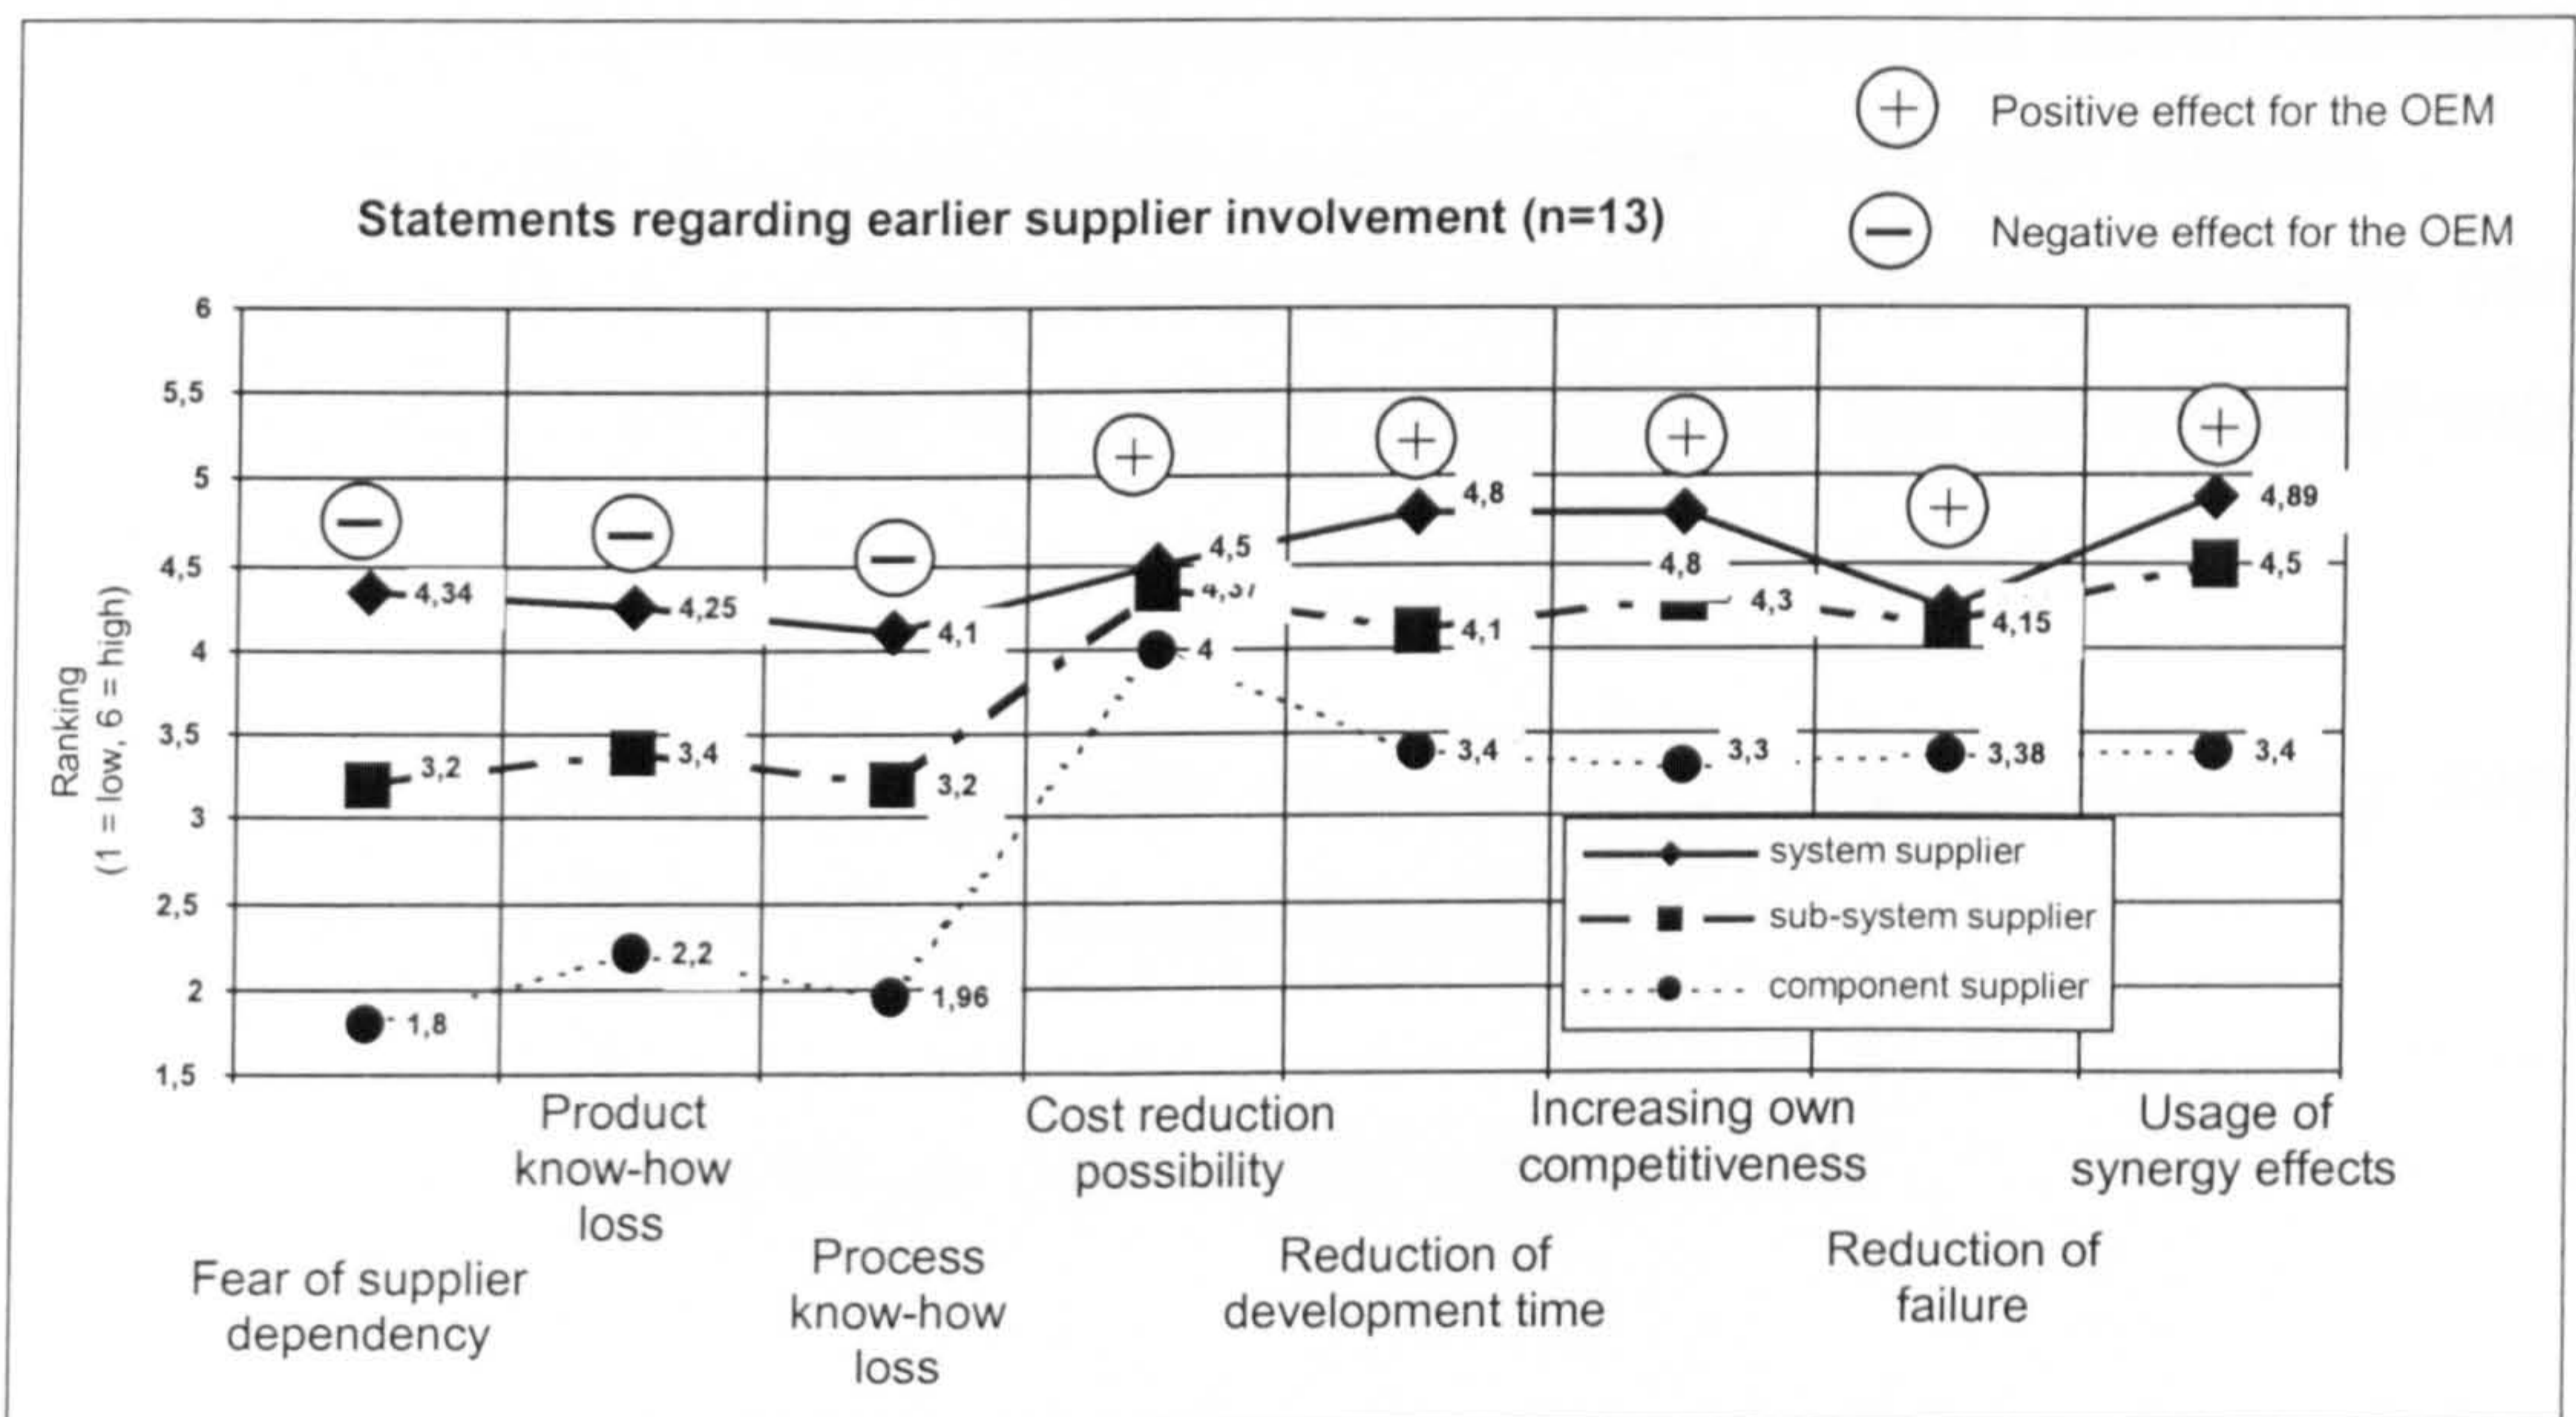 Positive effect for the OEM
Negative effect for the OEM
Statements regarding earlier supplier involvement (n=13)
Ranking
(1 = low, 6 = high)
6
5,5
5
4,5
4
3,5
3
2,5
2
1,5
4,34
4,25
4,1
4,5
4,8
4,8
4,89
3,2
3,4
3,2
4,37
4,1
4,3
4,15
4,5
1,8
2,2
1,96
4
3,4
3,3
3,38
3,4
system supplier
sub-system supplier
component supplier
Fear of supplier
dependency
Product
know-how
loss
Process
know-how
loss
Cost reduction
possibility
Reduction of
development time
Increasing own
competitiveness
Reduction of
failure
Usage of
synergy effects